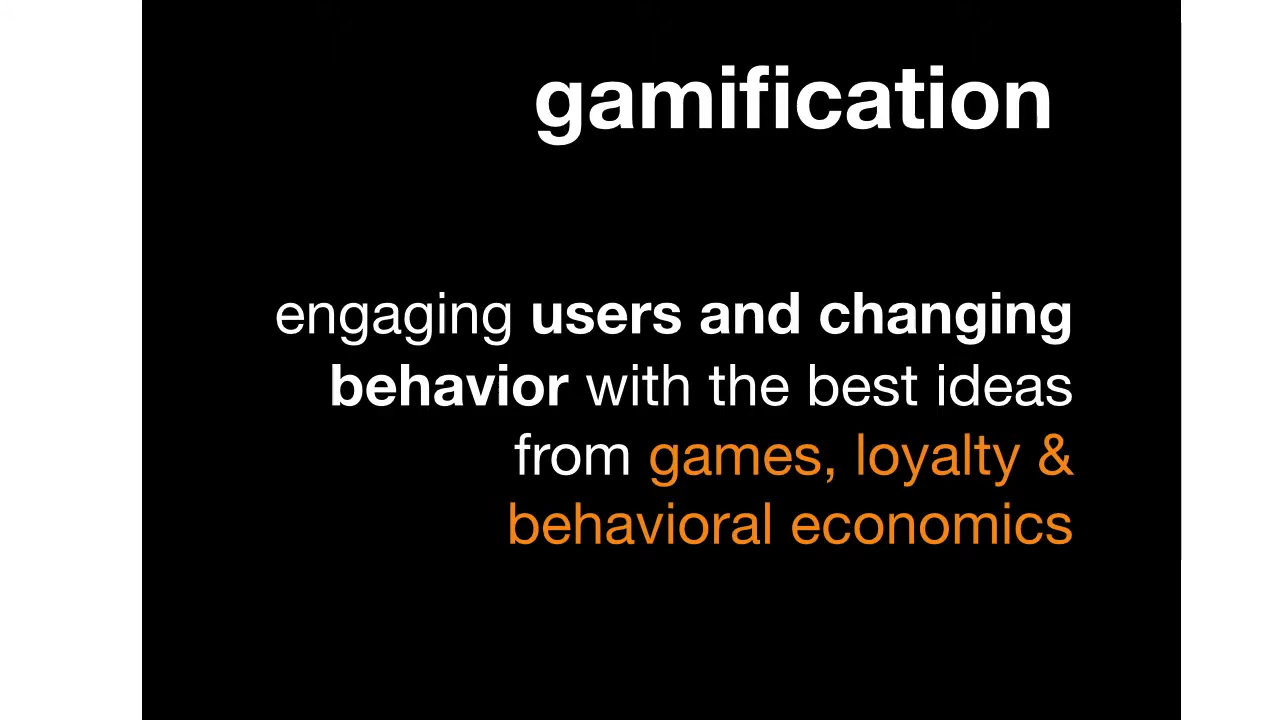 gamification
engaging users and changing
behavior with the best ideas
from games, loyalty &
behavioral economics